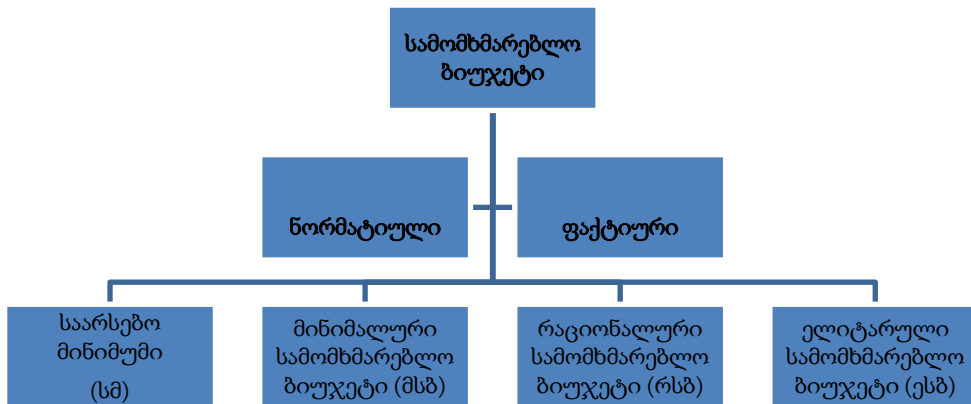 სამომხმარებლო
ბიუჯეტი
ნორმატიული
ფაქტიური
საარსებო
მინიმუმი
(სმ)
მინიმალური
სამომხმარებლო
ბიუჯეტი (მსბ)
რაციონალური
სამომხმარებლო
ბიუჯეტი (რსბ)
ელიტარული
სამომხმარებლო
ბიუჯეტი (ესბ)